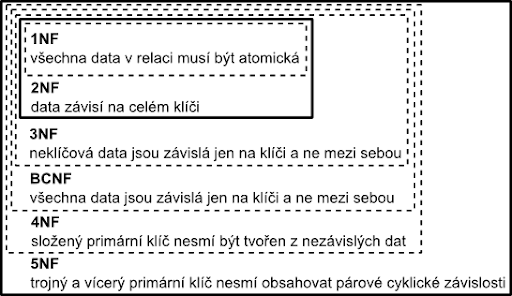 1NF
všechna data v relaci musí být atomická
2NF
data závisí na celém klíči
3NF
neklíčová data jsou závislá jen na klíči a ne mezi sebou
BCNF
všechna data jsou závislá jen na klíči a ne mezi sebou
4NF
složený primární klíč nesmí být tvořen z nezávislých dat
5NF
trojný a vícerý primární klíč nesmí obsahovat párové cyklické závislosti